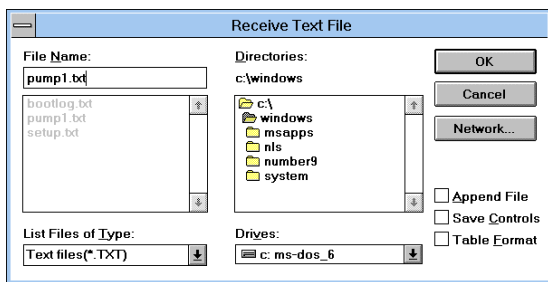 Receive Text File
File Name:
pump1.txt
bootlog.txt
pump1.txt
setup.txt
List Files of Type:
Text files(*.TXT)
Directories:
c:\windows
c:\
windows
msapps
nls
number9
system
Drives:
c: ms-dos_6
OK
Cancel
Network...
Append File
Save Controls
Table Format